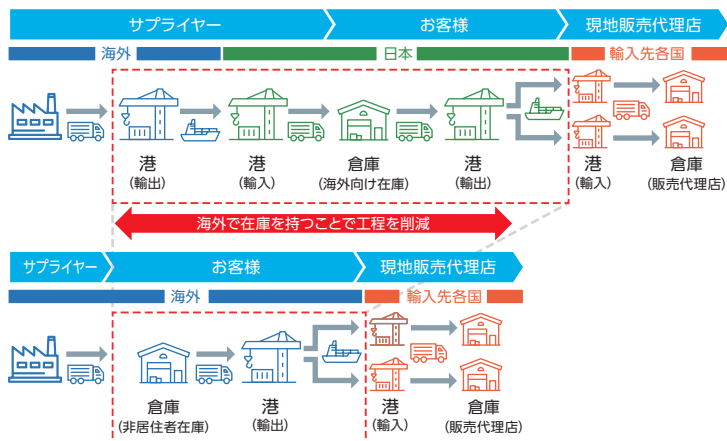 サプライヤー
お客様
現地販売代理店
海外
日本
輸入先各国
港
(輸出)
港
(輸入)
倉庫
(海外向け在庫)
港
(輸出)
港
(輸入)
倉庫
(販売代理店)
海外で在庫を持つことで工程を削減
サプライヤー
お客様
現地販売代理店
海外
輸入先各国
倉庫
(非居住者在庫)
港
(輸出)
港
(輸入)
倉庫
(販売代理店)